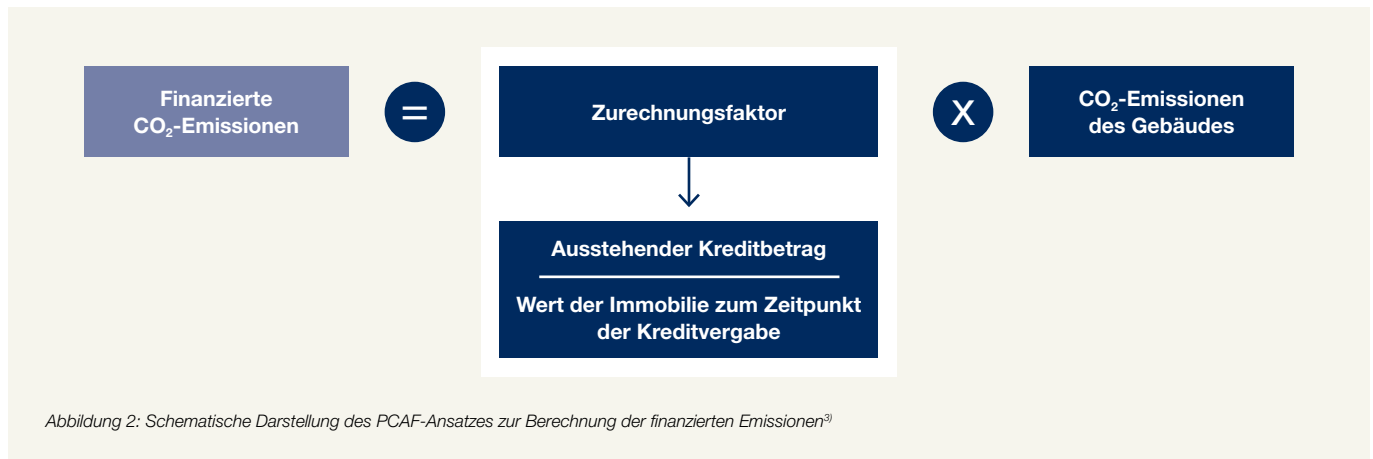 Finanzierte
CO₂-Emissionen
=
Zurechnungsfaktor
X
CO₂-Emissionen
des Gebäudes
Ausstehender Kreditbetrag
Wert der Immobilie zum Zeitpunkt
der Kreditvergabe
Abbildung 2: Schematische Darstellung des PCAF-Ansatzes zur Berechnung der finanzierten Emissionen³⁾